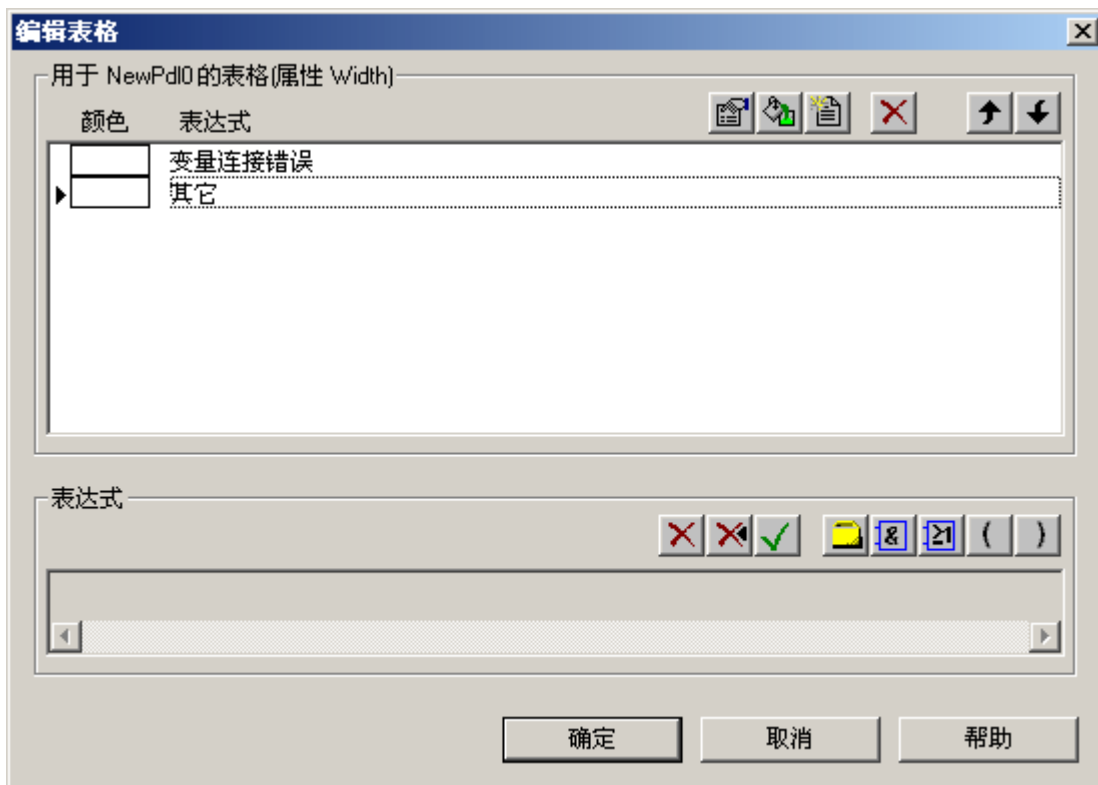 编辑表格
用于 NewPdl0 的表格(属性 Width)
颜色 表达式
变量连接错误
其它
表达式
& ≥1 ( )
确定 取消 帮助